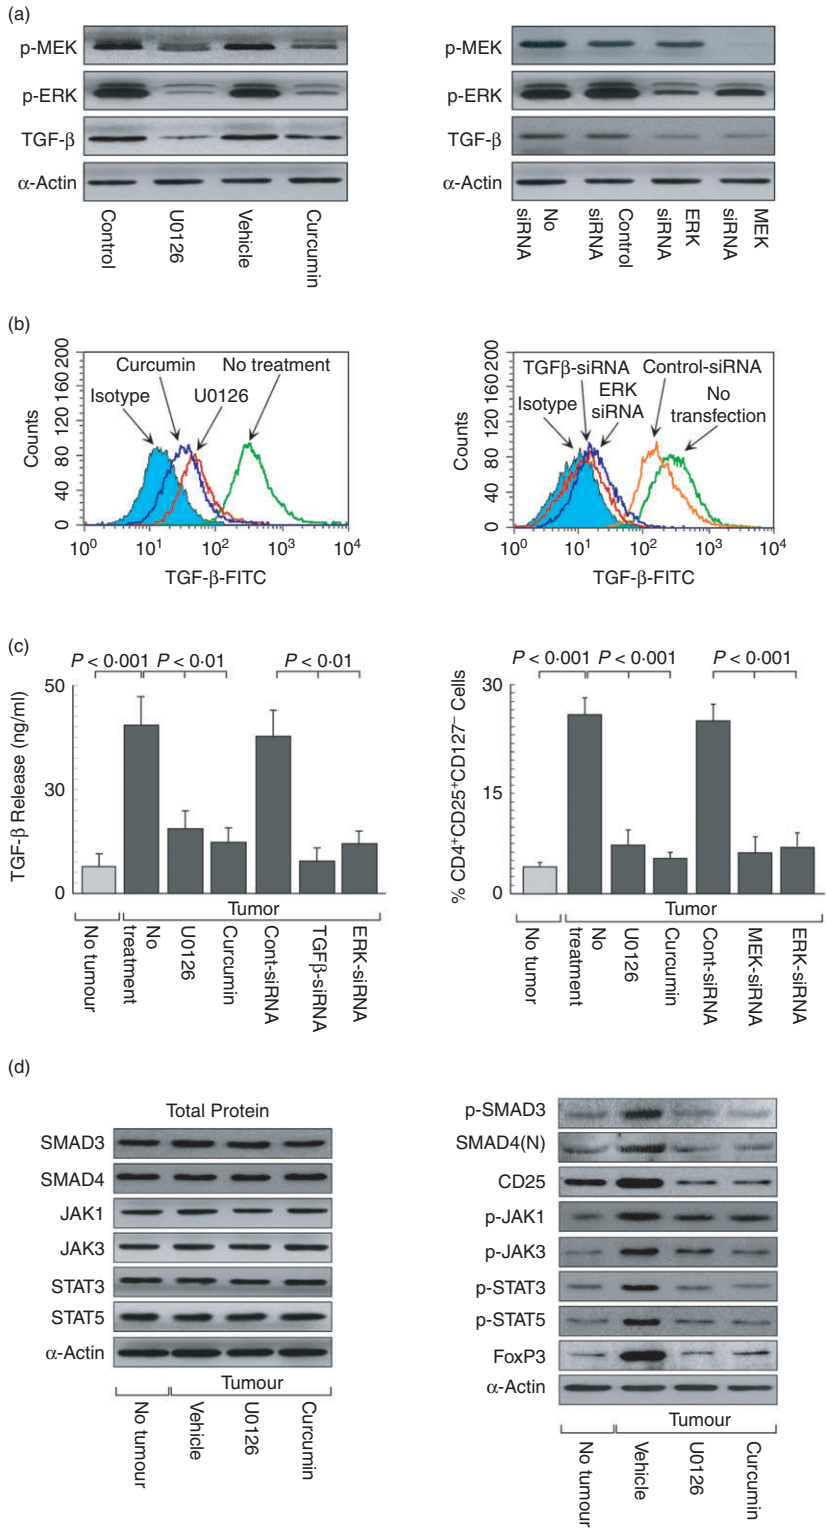 (a)
p-MEK
p-ERK
TGF-β
α-Actin
Control
U0126
Vehicle
Curcumin
p-MEK
p-ERK
TGF-β
α-Actin
No
siRNA
Control
siRNA
ERK
siRNA
MEK
siRNA
(b)
Counts
200
160
120
80
40
0
Curcumin
No treatment
Isotype
U0126
10⁰ 10¹ 10² 10³ 10⁴
TGF-β-FITC
Counts
200
160
120
80
40
0
TGFβ-siRNA
Control-siRNA
Isotype
ERK
siRNA
No
transfection
10⁰ 10¹ 10² 10³ 10⁴
TGF-β-FITC
(c)
P < 0·001 P < 0·01 P < 0·01
TGF-β Release (ng/ml)
50
30
0
Tumor
No tumour
No
treatment
U0126
Curcumin
Cont-siRNA
TGFβ-siRNA
ERK-siRNA
P < 0·001 P < 0·001 P < 0·001
% CD4⁺CD25⁺CD127⁻ Cells
30
15
0
Tumor
No tumor
No
treatment
U0126
Curcumin
Cont-siRNA
MEK-siRNA
ERK-siRNA
(d)
Total Protein
SMAD3
SMAD4
JAK1
JAK3
STAT3
STAT5
α-Actin
Tumour
No tumour
Vehicle
U0126
Curcumin
p-SMAD3
SMAD4(N)
CD25
p-JAK1
p-JAK3
p-STAT3
p-STAT5
FoxP3
α-Actin
Tumour
No tumour
Vehicle
U0126
Curcumin